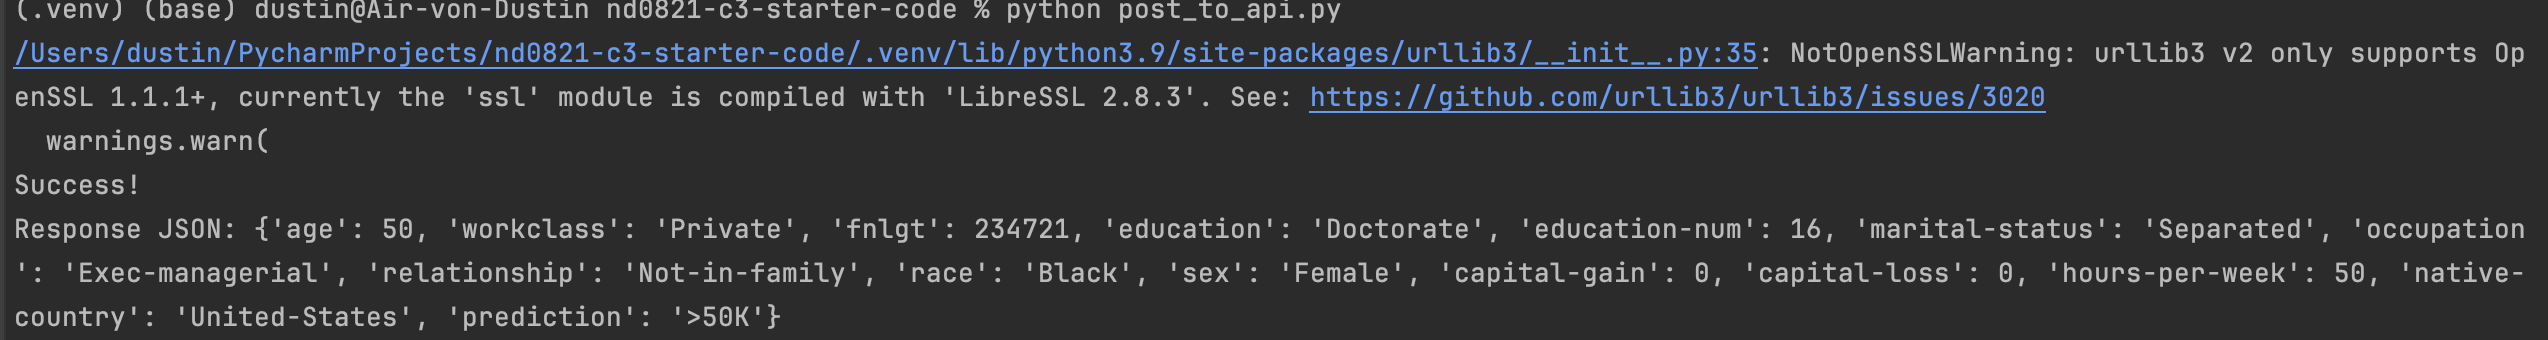 (.venv) (base) dustin@Air-von-Dustin nd0821-c3-starter-code % python post_to_api.py
/Users/dustin/PycharmProjects/nd0821-c3-starter-code/.venv/lib/python3.9/site-packages/urllib3/__init__.py:35: NotOpenSSLWarning: urllib3 v2 only supports Op
enSSL 1.1.1+, currently the 'ssl' module is compiled with 'LibreSSL 2.8.3'. See: https://github.com/urllib3/urllib3/issues/3020
  warnings.warn(
Success!
Response JSON: {'age': 50, 'workclass': 'Private', 'fnlgt': 234721, 'education': 'Doctorate', 'education-num': 16, 'marital-status': 'Separated', 'occupation
': 'Exec-managerial', 'relationship': 'Not-in-family', 'race': 'Black', 'sex': 'Female', 'capital-gain': 0, 'capital-loss': 0, 'hours-per-week': 50, 'native-
country': 'United-States', 'prediction': '>50K'}